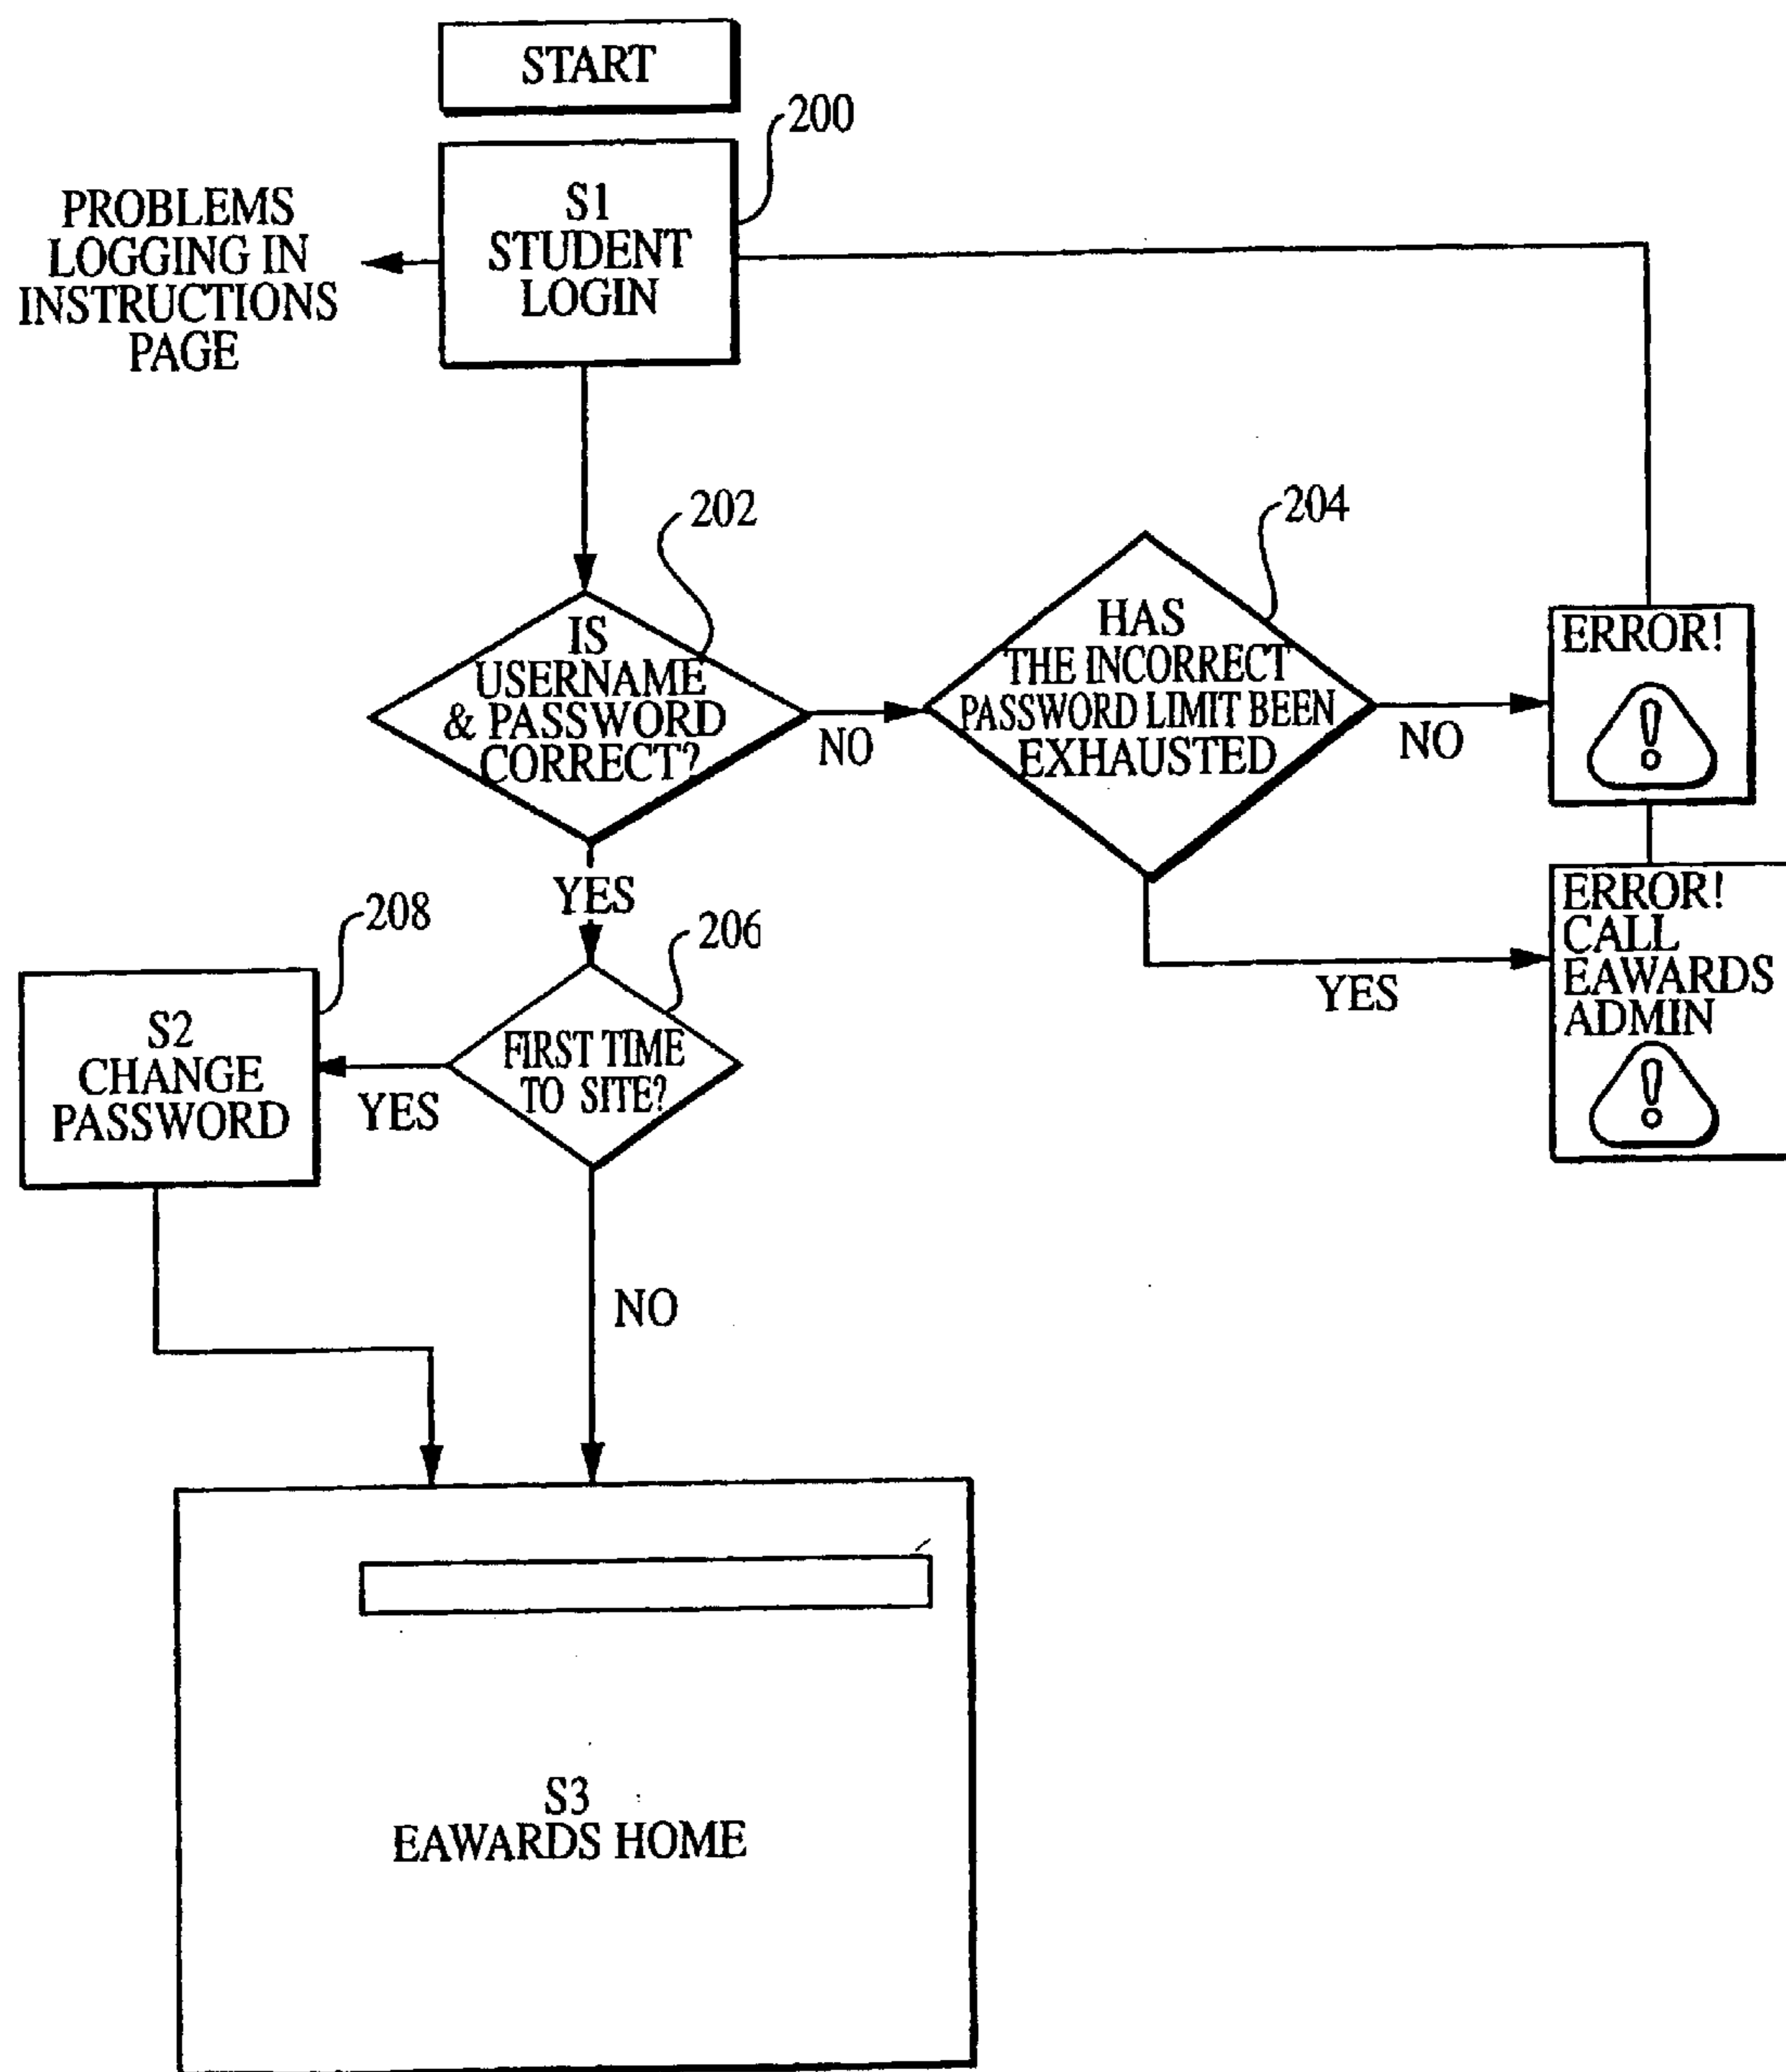 START
200
S1
STUDENT
LOGIN
PROBLEMS
LOGGING IN
INSTRUCTIONS
PAGE
202
IS
USERNAME
& PASSWORD
CORRECT?
NO
204
HAS
THE INCORRECT
PASSWORD LIMIT BEEN
EXHAUSTED
NO
ERROR!
!
YES
ERROR!
CALL
EAWARDS
ADMIN
!
YES
206
FIRST TIME
TO SITE?
YES
208
S2
CHANGE
PASSWORD
NO
S3
EAWARDS HOME